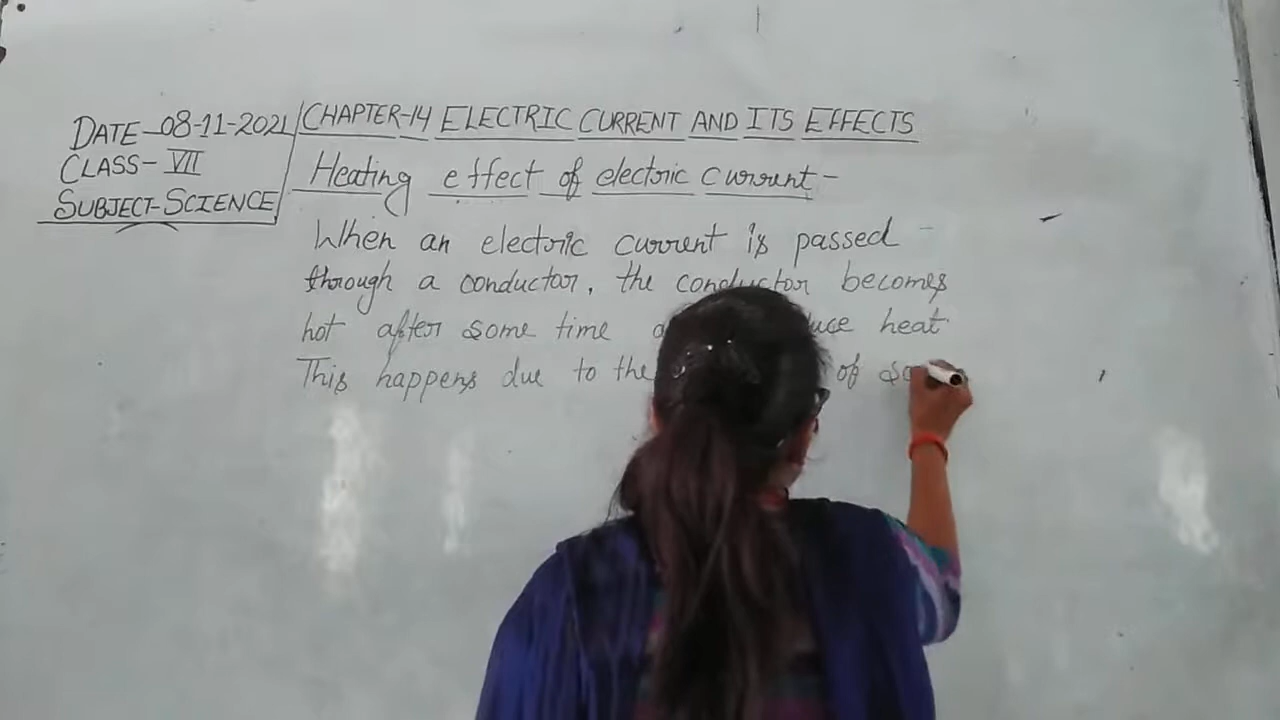 DATE-08-11-2021
CLASS-VII
SUBJECT-SCIENCE
CHAPTER-14 ELECTRIC CURRENT AND ITS EFFECTS
Heating effect of electric current-
When an electric current is passed
through a conductor, the conductor becomes
hot after some time heat
This happens due to the of